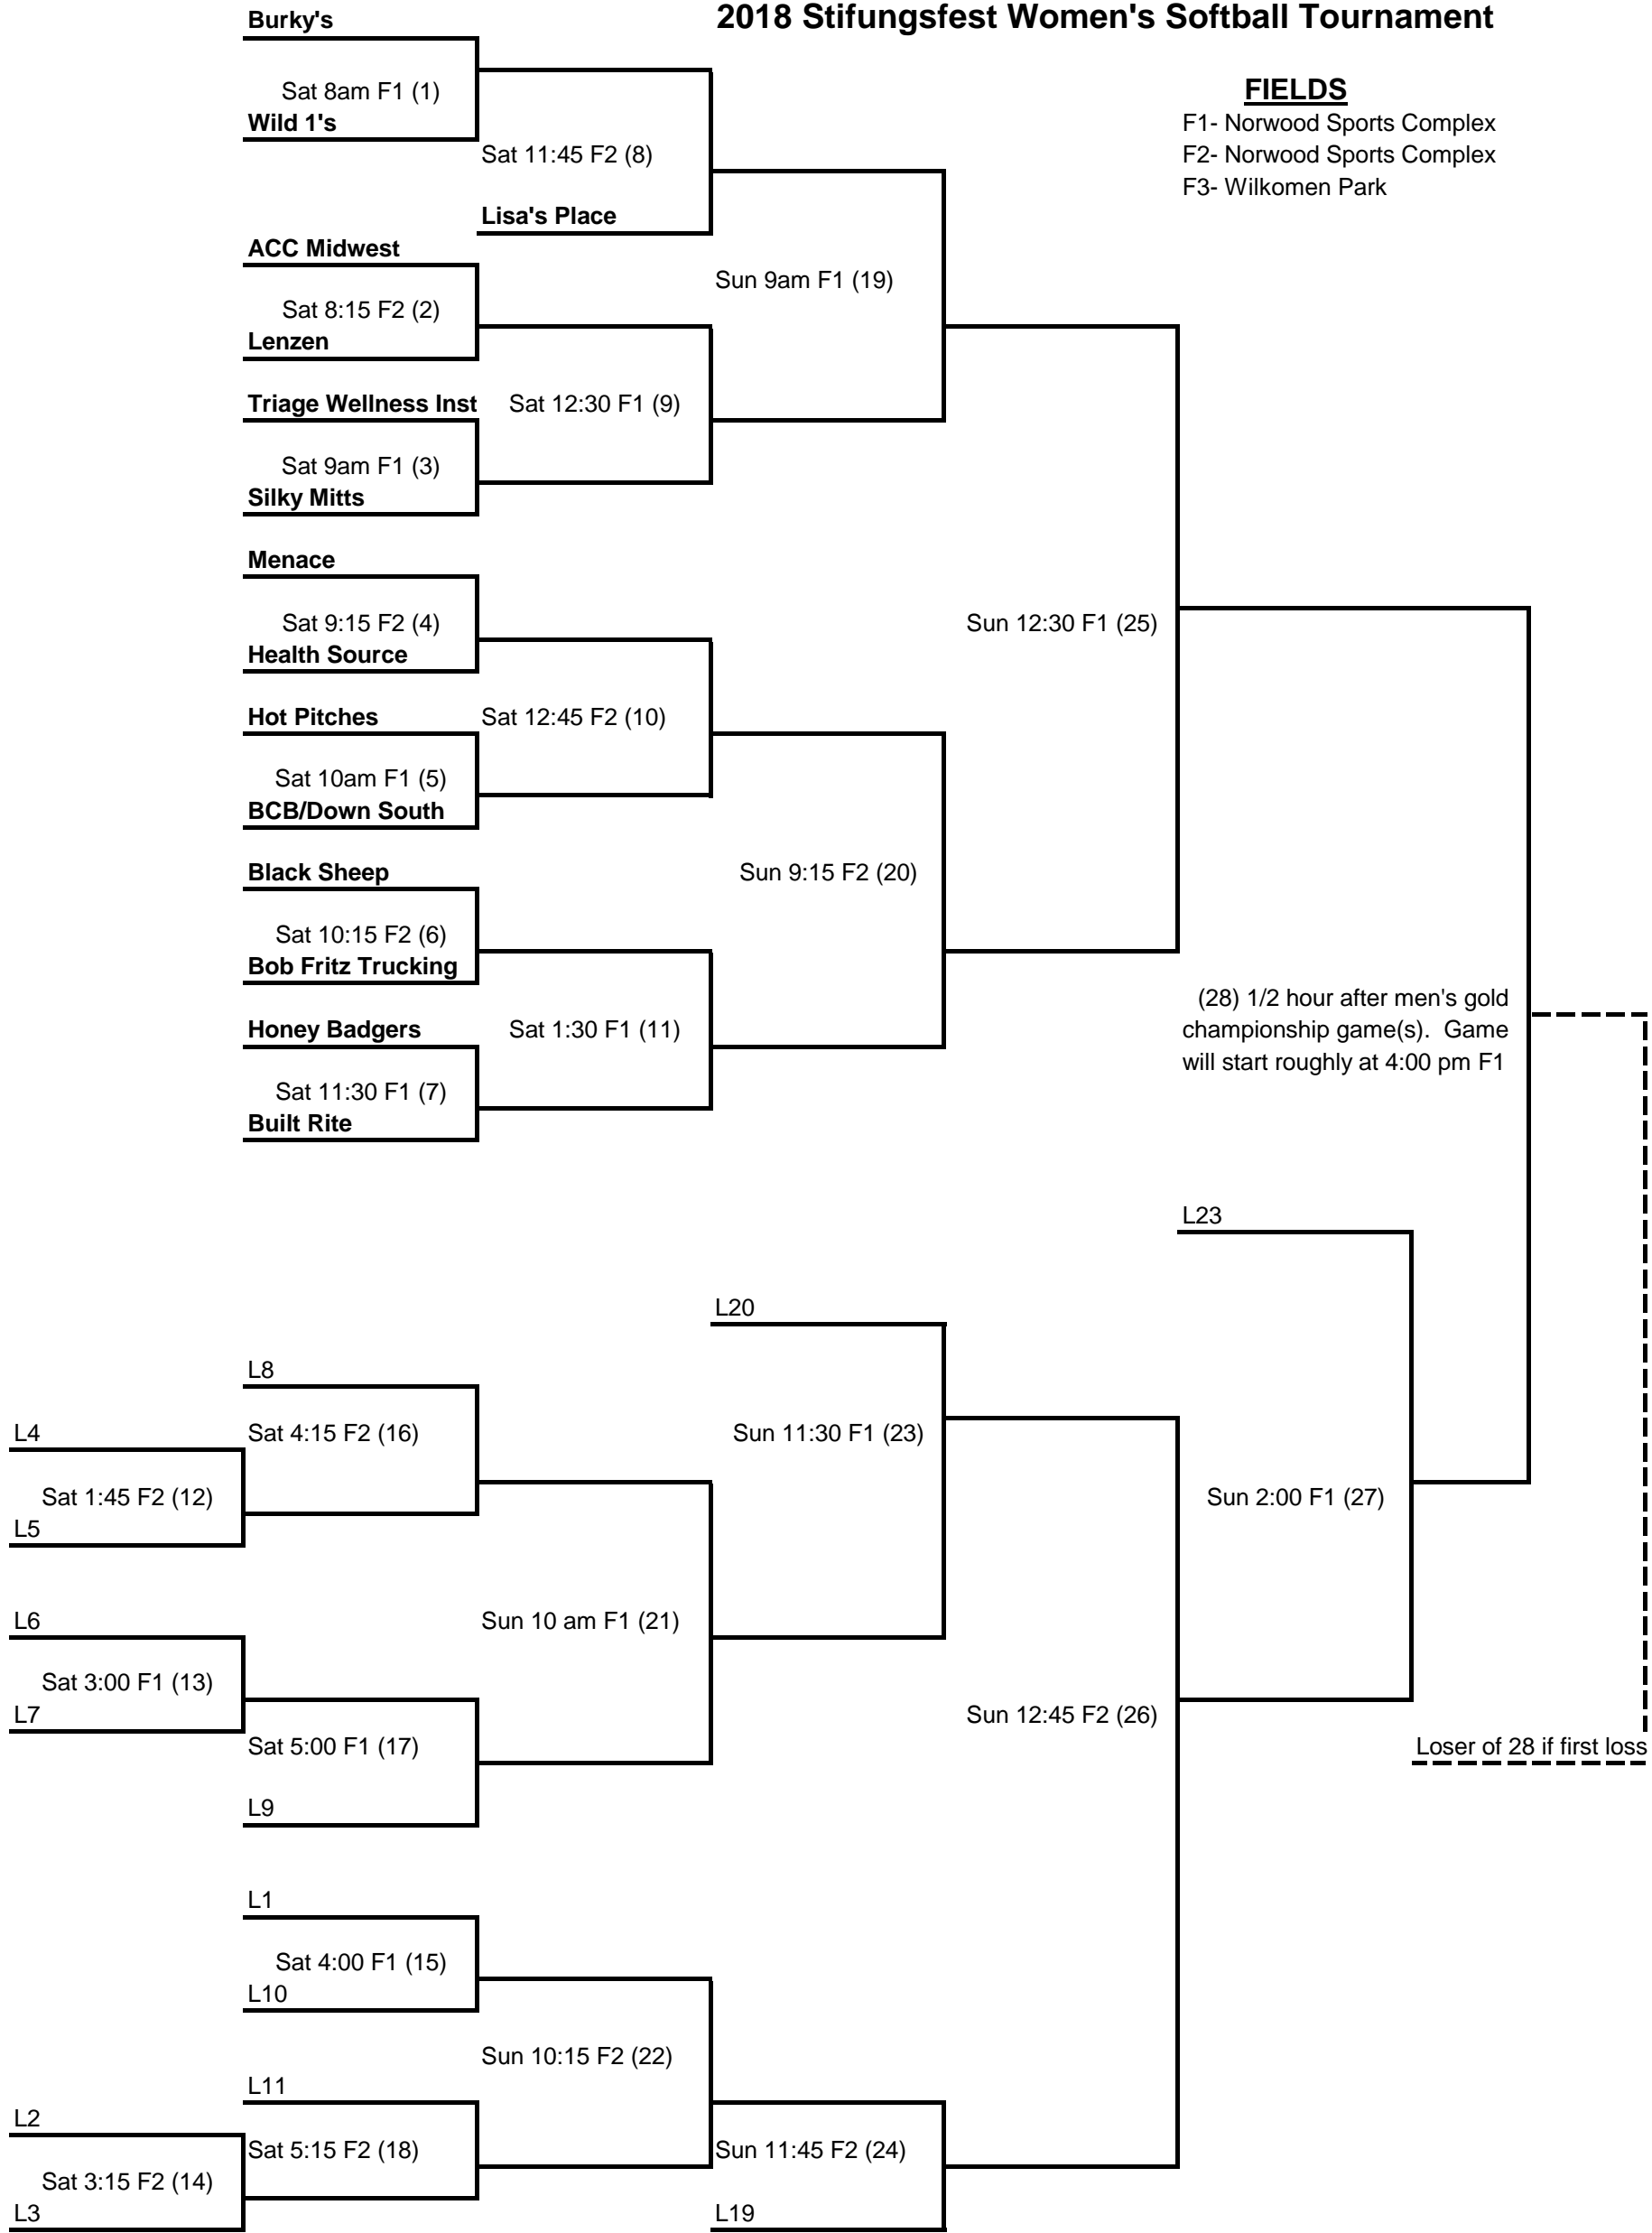 2018 Stifungsfest Women's Softball Tournament
Burky's
Sat 8am F1 (1)
Wild 1's
FIELDS
F1- Norwood Sports Complex
F2- Norwood Sports Complex
F3- Wilkomen Park
Sat 11:45 F2 (8)
Lisa's Place
ACC Midwest
Sun 9am F1 (19)
Sat 8:15 F2 (2)
Lenzen
Triage Wellness Inst
Sat 12:30 F1 (9)
Sat 9am F1 (3)
Silky Mitts
Menace
Sat 9:15 F2 (4)
Sun 12:30 F1 (25)
Health Source
Hot Pitches
Sat 12:45 F2 (10)
Sat 10am F1 (5)
BCB/Down South
Black Sheep
Sun 9:15 F2 (20)
Sat 10:15 F2 (6)
Bob Fritz Trucking
(28) 1/2 hour after men's gold
championship game(s). Game
will start roughly at 4:00 pm F1
Honey Badgers
Sat 1:30 F1 (11)
Sat 11:30 F1 (7)
Built Rite
L23
L20
L8
L4
Sat 4:15 F2 (16)
Sun 11:30 F1 (23)
Sat 1:45 F2 (12)
Sun 2:00 F1 (27)
L5
L6
Sun 10 am F1 (21)
Sat 3:00 F1 (13)
L7
Sun 12:45 F2 (26)
Sat 5:00 F1 (17)
Loser of 28 if first loss
L9
L1
Sat 4:00 F1 (15)
L10
Sun 10:15 F2 (22)
L11
L2
Sat 5:15 F2 (18)
Sun 11:45 F2 (24)
Sat 3:15 F2 (14)
L3
L19